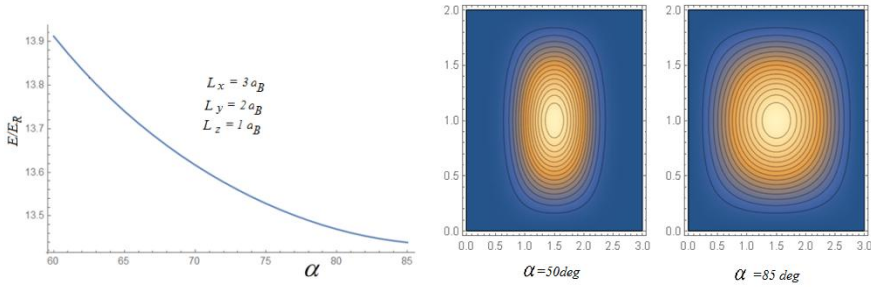 13.9
13.8
13.7
13.6
13.5
E/E_R
L_x = 3 a_B
L_y = 2 a_B
L_z = 1 a_B
60 65 70 75 80 85
α
2.0
1.5
1.0
0.5
0.0
0.0 0.5 1.0 1.5 2.0 2.5 3.0
α =50deg
2.0
1.5
1.0
0.5
0.0
0.0 0.5 1.0 1.5 2.0 2.5 3.0
α =85 deg